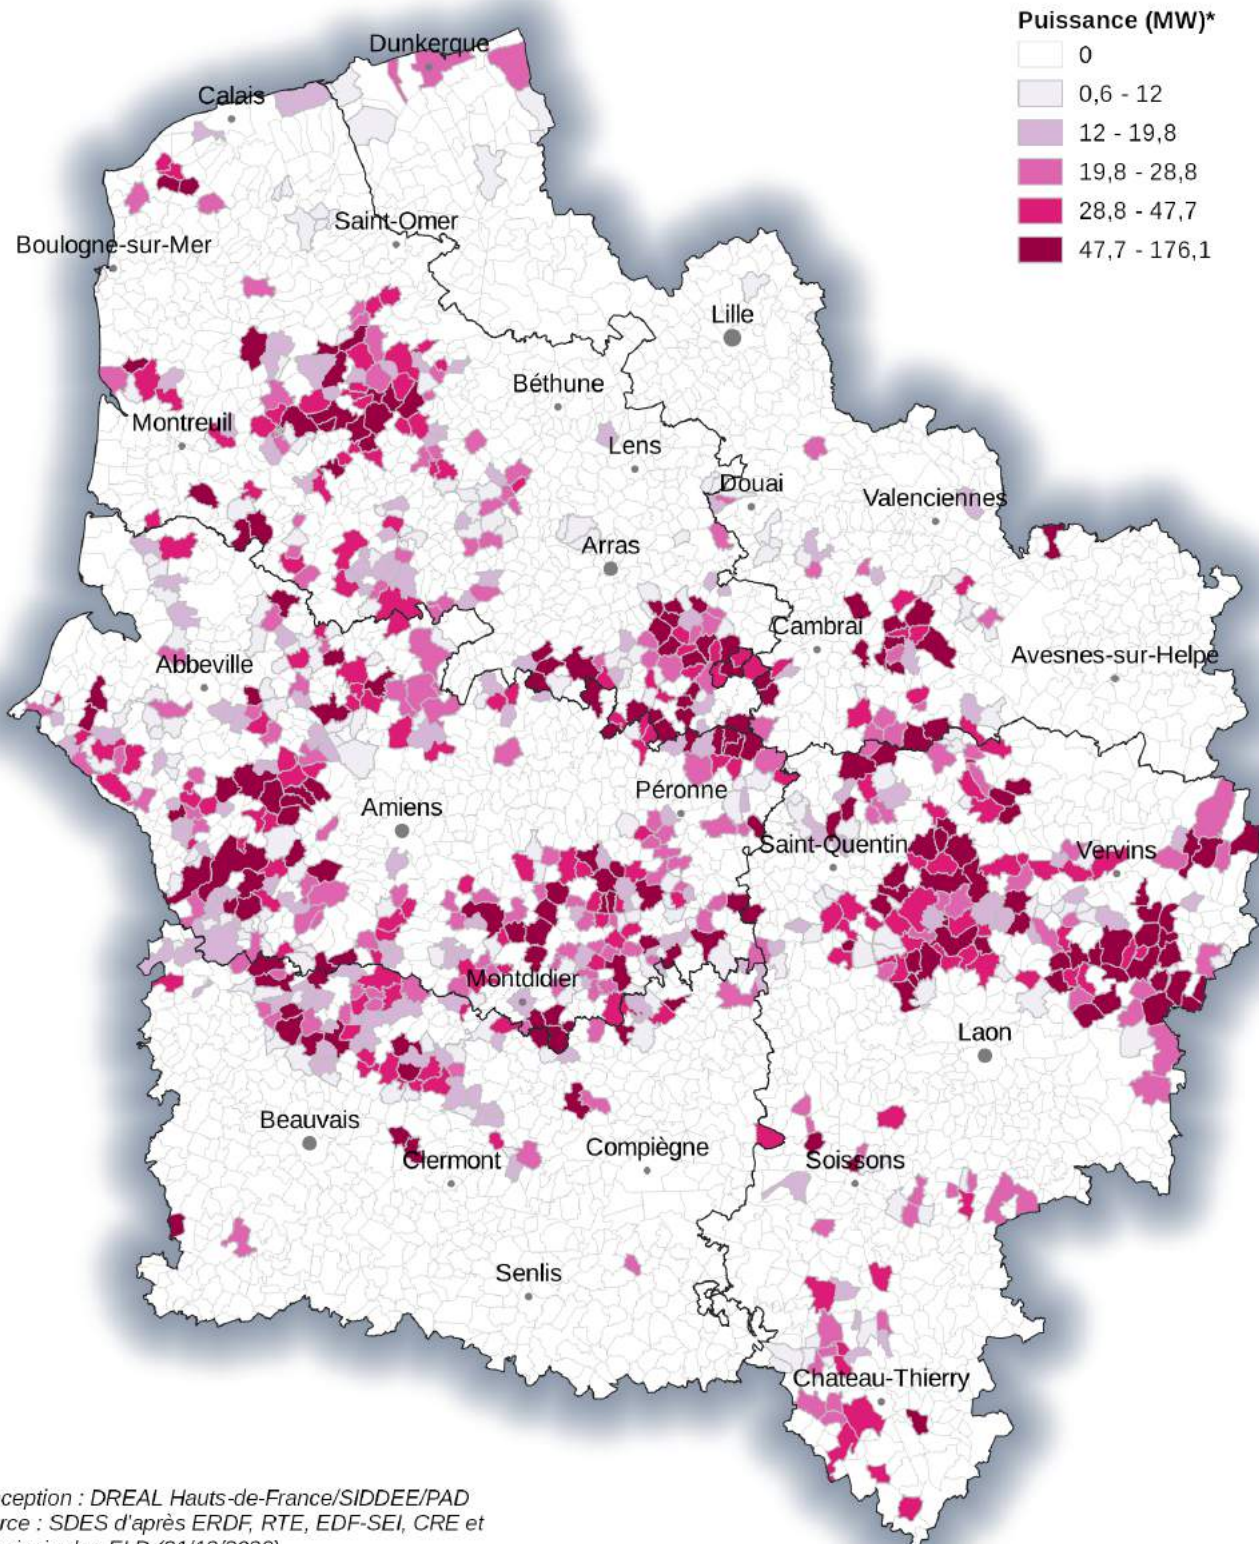 Puissance (MW)*
0
0,6 - 12
12 - 19,8
19,8 - 28,8
28,8 - 47,7
47,7 - 176,1
Dunkerque
Calais
Saint-Omer
Boulogne-sur-Mer
Lille
Béthune
Montreuil
Lens
Douai
Valenciennes
Arras
Cambrai
Avesnes-sur-Helpe
Abbeville
Péronne
Amiens
Saint-Quentin
Vervins
Montdidier
Laon
Beauvais
Compiègne
Clermont
Soissons
Senlis
Chateau-Thierry
ception : DREAL Hauts-de-France/SIDDEE/PAD
rce : SDES d'après ERDF, RTE, EDF-SEI, CRE et